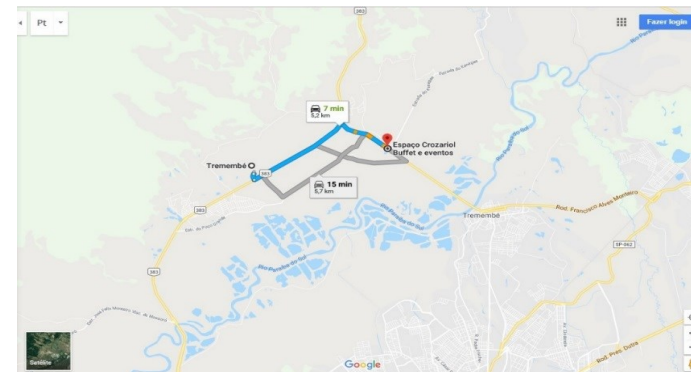 Pt
Fazer login
383
7 min
5,2 km
Espaço Crozariol
Buffet e eventos
Tremembé
383
15 min
5,7 km
383
Tremembé
Rod. Francisco Alves Monteiro
Rio Paraíba do Sul
SP-062
383
Rod. Pres. Dutra
Satélite
Google